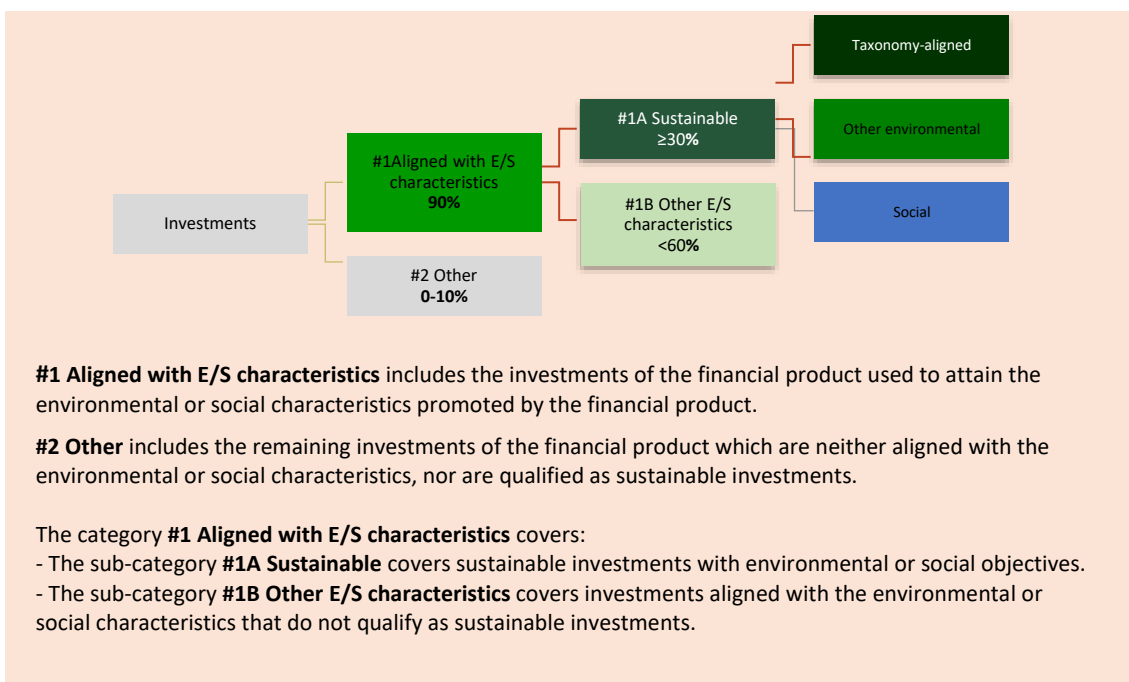 Taxonomy-aligned
#1A Sustainable
≥30%
Other environmental
#1Aligned with E/S
characteristics
90%
#1B Other E/S
characteristics
<60%
Investments
Social
#2 Other
0-10%
#1 Aligned with E/S characteristics includes the investments of the financial product used to attain the
environmental or social characteristics promoted by the financial product.
#2 Other includes the remaining investments of the financial product which are neither aligned with the
environmental or social characteristics, nor are qualified as sustainable investments.
The category #1 Aligned with E/S characteristics covers:
- The sub-category #1A Sustainable covers sustainable investments with environmental or social objectives.
- The sub-category #1B Other E/S characteristics covers investments aligned with the environmental or
social characteristics that do not qualify as sustainable investments.